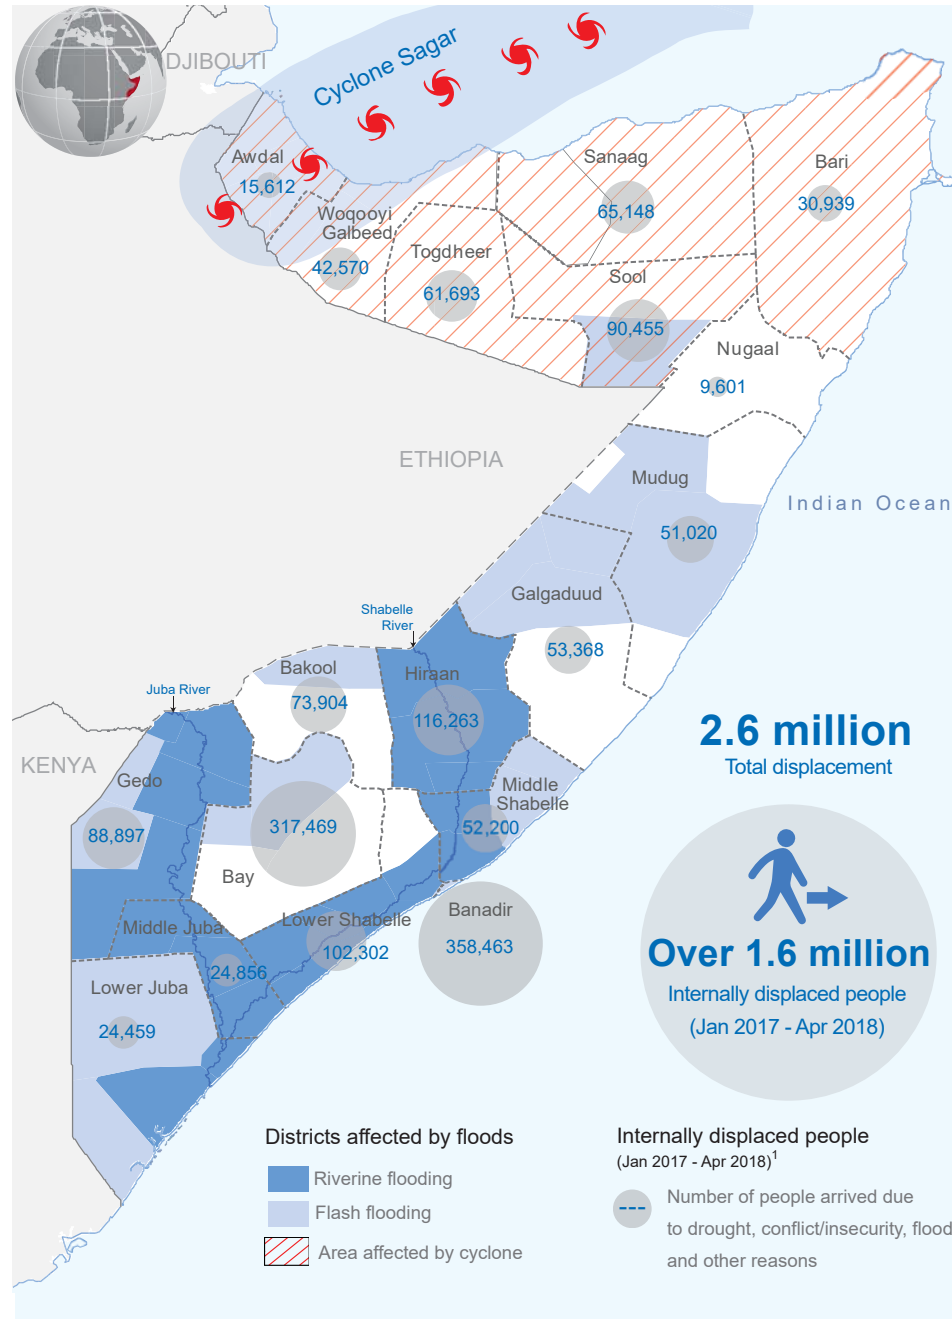 DJIBOUTI
Cyclone Sagar
Awdal
15,612
Woqooyi
Galbeed
42,570
Togdheer
61,693
Sanaag
65,148
Bari
30,939
Sool
90,455
Nugaal
9,601
ETHIOPIA
Mudug
51,020
Indian Ocean
Galgaduud
53,368
Shabelle
River
Hiraan
116,263
Bakool
73,904
Juba River
KENYA
Gedo
88,897
317,469
Bay
Middle
Shabelle
52,200
2.6 million
Total displacement
Banadir
358,463
Lower Shabelle
102,302
Middle Juba
24,856
Lower Juba
24,459
Over 1.6 million
Internally displaced people
(Jan 2017 - Apr 2018)
Districts affected by floods
Riverine flooding
Flash flooding
Area affected by cyclone
Internally displaced people
(Jan 2017 - Apr 2018)1
Number of people arrived due
to drought, conflict/insecurity, flood
and other reasons